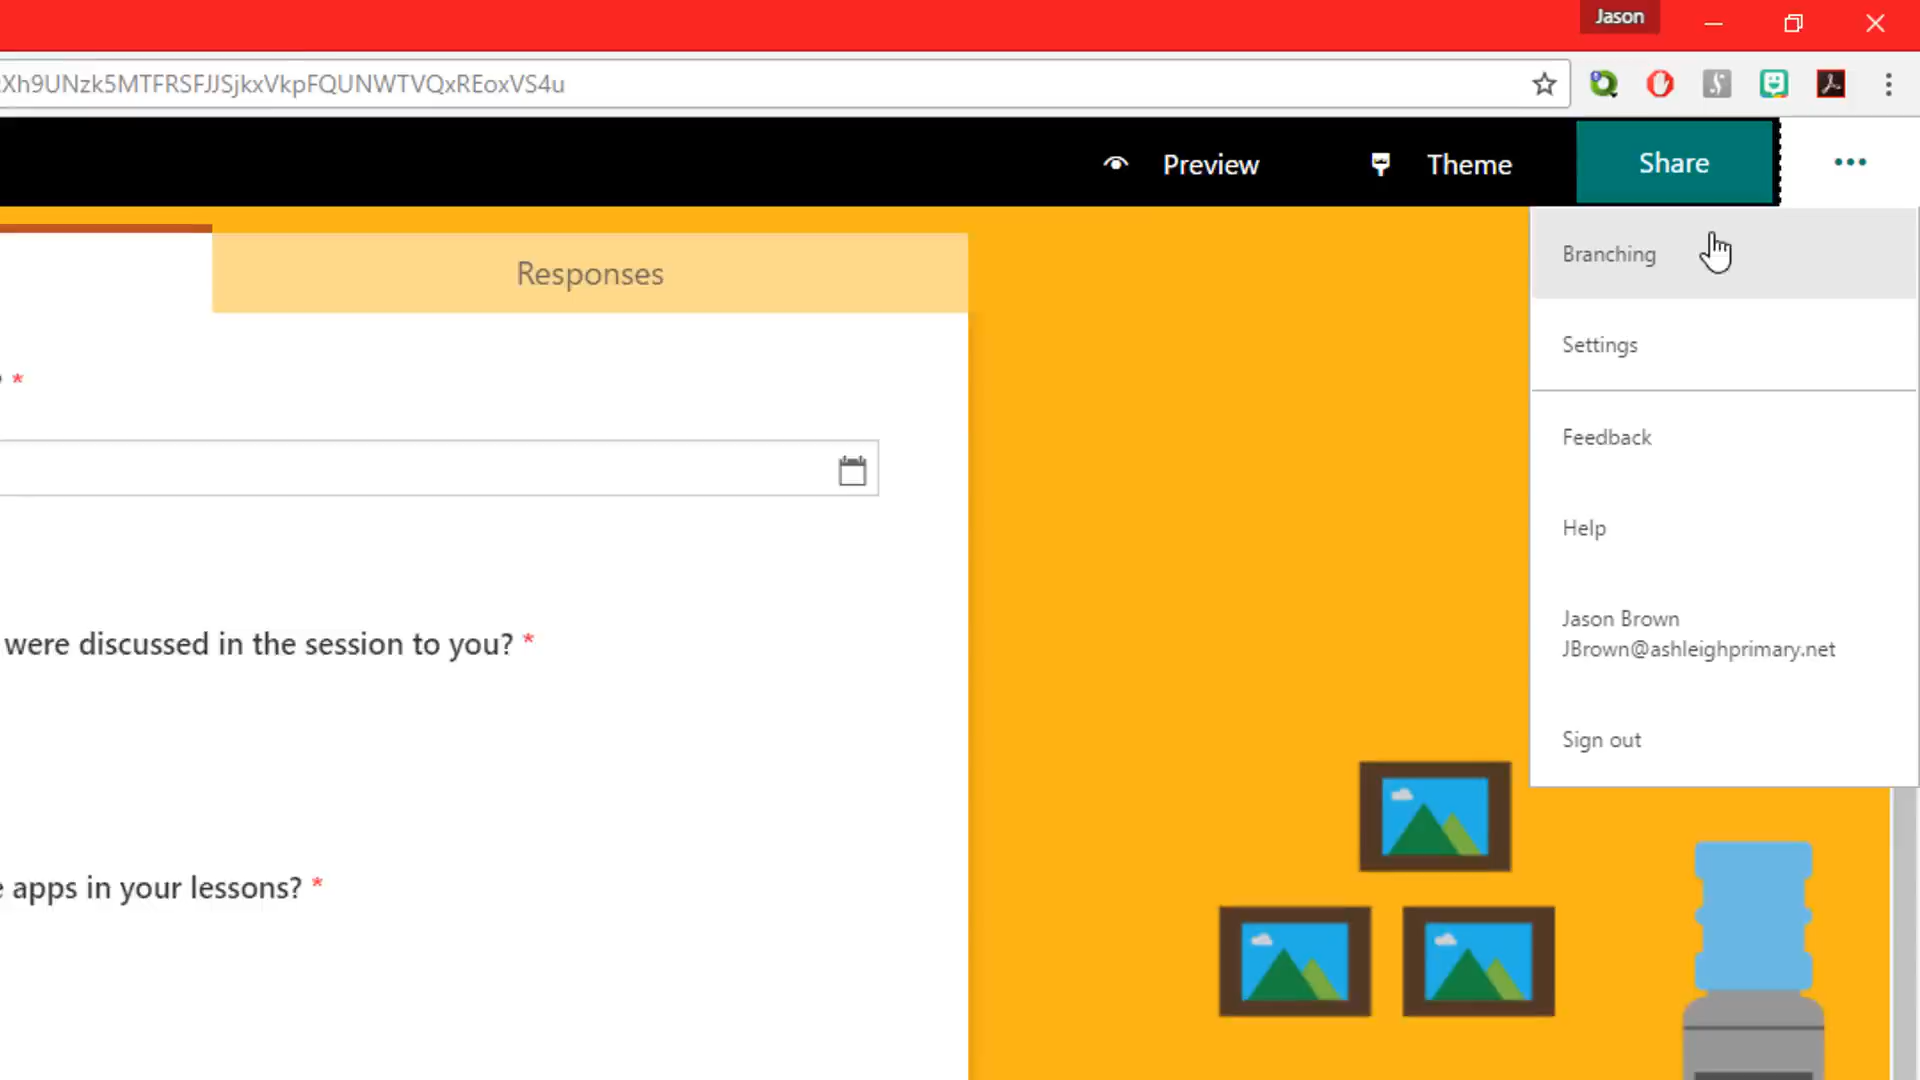 Jason
Xh9UNzk5MTFRSFJJSjkxVkpFQUNWTVQxREoxVS4u
Preview
Theme
Share
Responses
Branching
Settings
Feedback
Help
Jason Brown
JBrown@ashleighprimary.net
Sign out
*
were discussed in the session to you? *
apps in your lessons? *